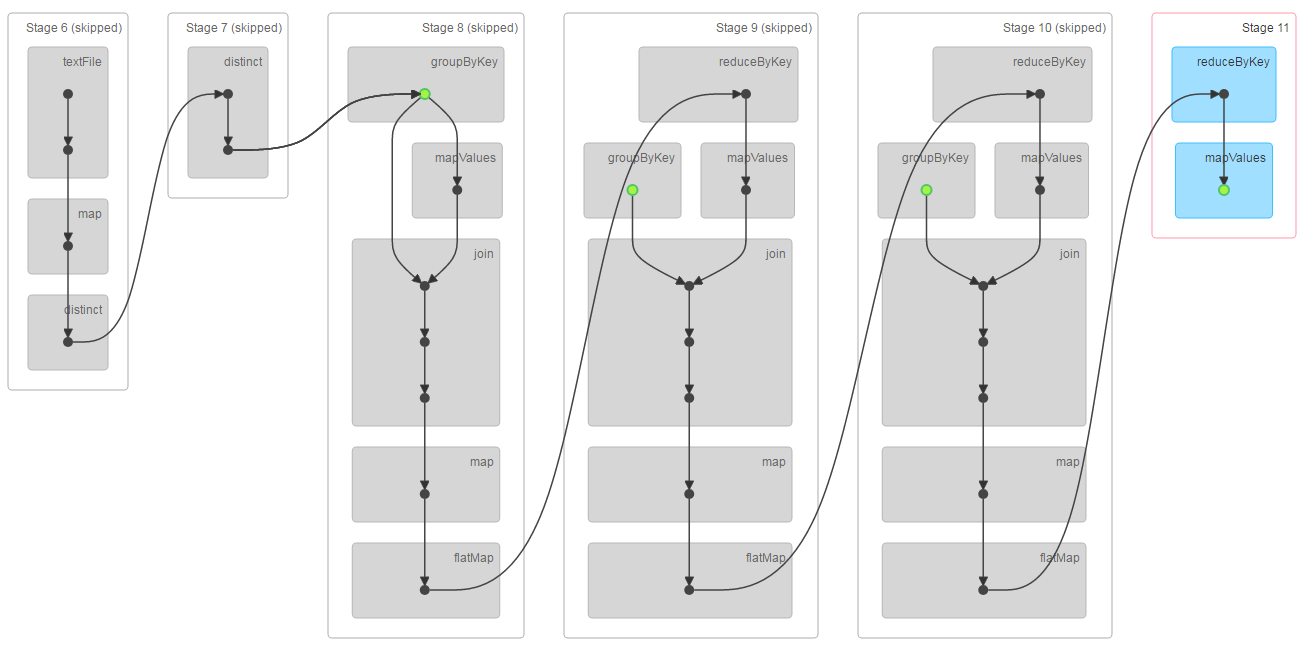 Stage 6 (skipped)
textFile
map
distinct
Stage 7 (skipped)
distinct
Stage 8 (skipped)
groupByKey
mapValues
join
map
flatMap
Stage 9 (skipped)
reduceByKey
groupByKey
mapValues
join
map
flatMap
Stage 10 (skipped)
reduceByKey
groupByKey
mapValues
join
map
flatMap
Stage 11
reduceByKey
mapValues